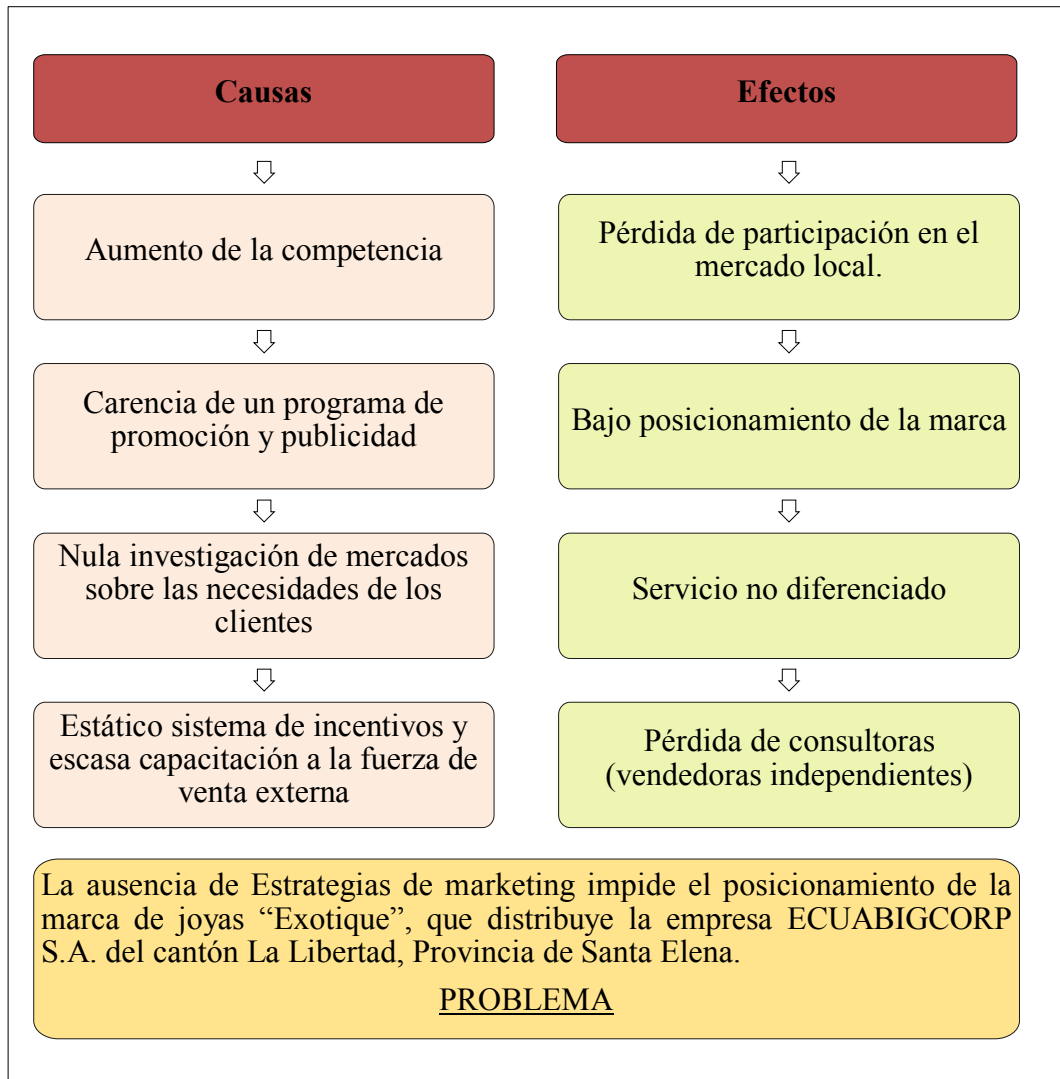 Causas
Efectos
Aumento de la competencia
Pérdida de participación en el
mercado local.
Carencia de un programa de
promoción y publicidad
Bajo posicionamiento de la marca
Nula investigación de mercados
sobre las necesidades de los
clientes
Servicio no diferenciado
Estático sistema de incentivos y
escasa capacitación a la fuerza de
venta externa
Pérdida de consultoras
(vendedoras independientes)
La ausencia de Estrategias de marketing impide el posicionamiento de la
marca de joyas “Exotique”, que distribuye la empresa ECUABIGCORP
S.A. del cantón La Libertad, Provincia de Santa Elena.
PROBLEMA